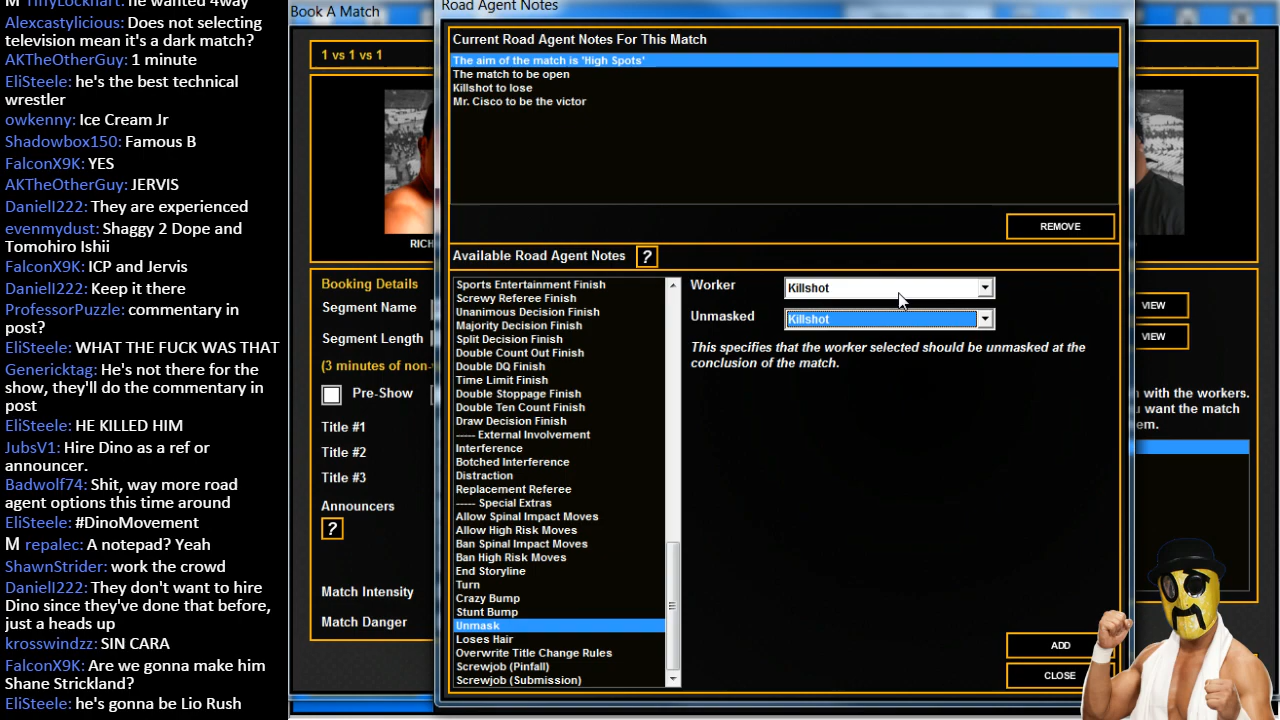 M TinyLockhart: he wanted 4way
Alexcastylicious: Does not selecting
television mean it's a dark match?
AKTheOtherGuy: 1 minute
EliSteele: he's the best technical
wrestler
owkenny: Ice Cream Jr
Shadowbox150: Famous B
FalconX9K: YES
AKTheOtherGuy: JERVIS
DanielI222: They are experienced
evenmydust: Shaggy 2 Dope and
Tomohiro Ishii
FalconX9K: ICP and Jervis
DanielI222: Keep it there
ProfessorPuzzle: commentary in
post?
EliSteele: WHAT THE FUCK WAS THAT
Genericktag: He's not there for the
show, they'll do the commentary in
post
EliSteele: HE KILLED HIM
JubsV1: Hire Dino as a ref or
announcer.
Badwolf74: Shit, way more road
agent options this time around
EliSteele: #DinoMovement
M repalec: A notepad? Yeah
ShawnStrider: work the crowd
DanielI222: They don't want to hire
Dino since they've done that before,
just a heads up
krosswindzz: SIN CARA
FalconX9K: Are we gonna make him
Shane Strickland?
EliSteele: he's gonna be Lio Rush
Book A Match
1 vs 1 vs 1
RICH
Booking Details
Segment Name
Segment Length
(3 minutes of non-
Pre-Show
Title #1
Title #2
Title #3
Announcers
?
Match Intensity
Match Danger
Road Agent Notes
Current Road Agent Notes For This Match
The aim of the match is 'High Spots'
The match to be open
Killshot to lose
Mr. Cisco to be the victor
REMOVE
Available Road Agent Notes ?
Sports Entertainment Finish
Screwy Referee Finish
Unanimous Decision Finish
Majority Decision Finish
Split Decision Finish
Double Count Out Finish
Double DQ Finish
Time Limit Finish
Double Stoppage Finish
Double Ten Count Finish
Draw Decision Finish
----- External Involvement
Interference
Botched Interference
Distraction
Replacement Referee
----- Special Extras
Allow Spinal Impact Moves
Allow High Risk Moves
Ban Spinal Impact Moves
Ban High Risk Moves
End Storyline
Turn
Crazy Bump
Stunt Bump
Unmask
Loses Hair
Overwrite Title Change Rules
Screwjob (Pinfall)
Screwjob (Submission)
Worker Killshot
Unmasked Killshot
This specifies that the worker selected should be unmasked at the
conclusion of the match.
ADD
CLOSE
VIEW
VIEW
with the workers.
want the match
em.